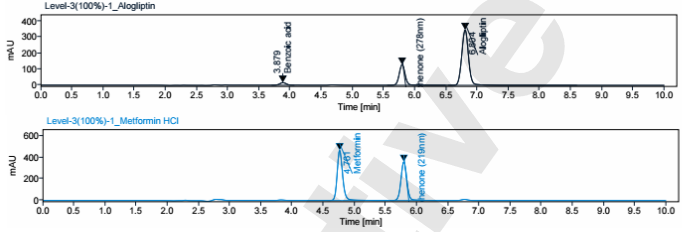 Level-3(100%)-1_Alogliptin
mAU
400
300
200
100
0
3.879
Benzoic acid
henone (278nm)
Alogliptin
0.0 0.5 1.0 1.5 2.0 2.5 3.0 3.5 4.0 4.5 5.0 5.5 6.0 6.5 7.0 7.5 8.0 8.5 9.0 9.5 10.0
Time [min]
Level-3(100%)-1_Metformin HCl
mAU
600
400
200
0
4.761
Metformin
henone (219nm)
0.0 0.5 1.0 1.5 2.0 2.5 3.0 3.5 4.0 4.5 5.0 5.5 6.0 6.5 7.0 7.5 8.0 8.5 9.0 9.5 10.0
Time [min]